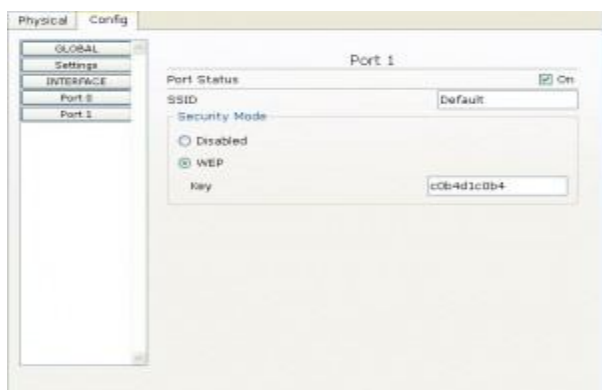 Physical Config
GLOBAL
Settings
INTERFACE
Port 0
Port 1
Port 1
Port Status On
SSID Default
Security Mode
Disabled
WEP
Key c0b4d1c0b4